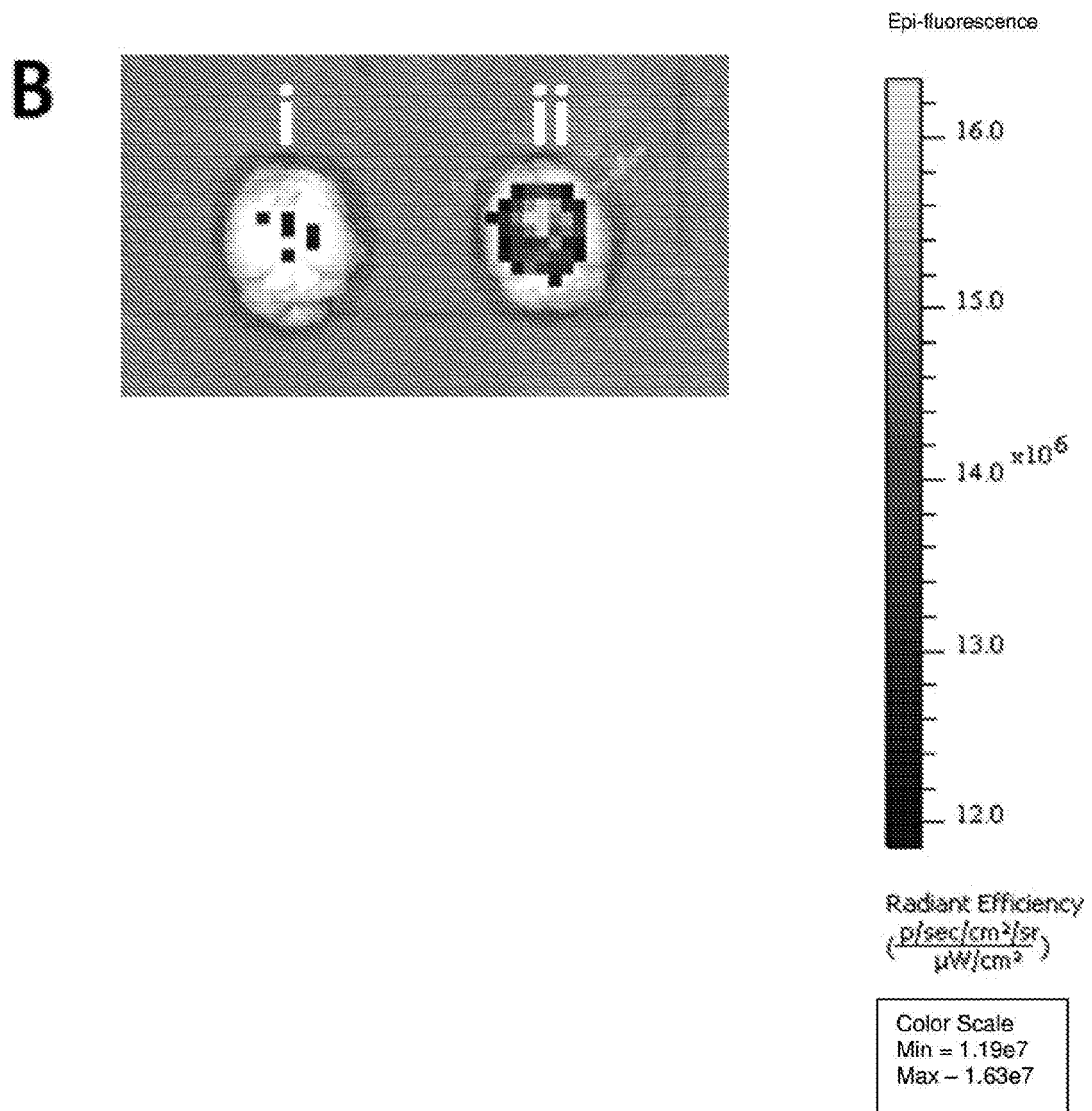 Epi-fluorescence
B
i
ii
16.0
15.0
14.0 ×10⁶
13.0
12.0
Radiant Efficiency
(p/sec/cm²/sr
µW/cm²)
Color Scale
Min = 1.19e7
Max – 1.63e7